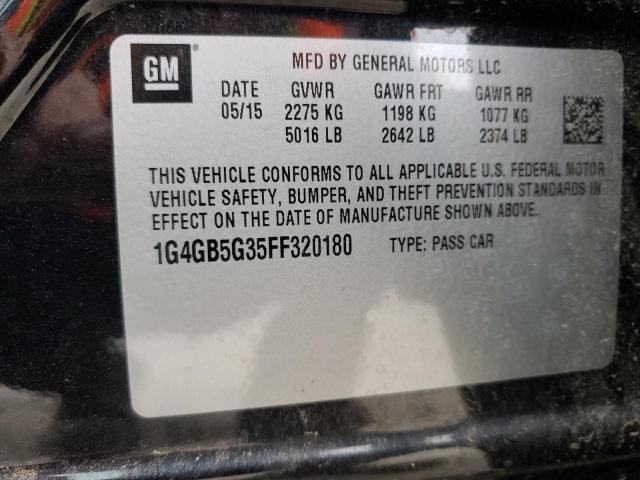 GM ®
MFD BY GENERAL MOTORS LLC
DATE GVWR GAWR FRT GAWR RR
05/15 2275 KG 1198 KG 1077 KG
5016 LB 2642 LB 2374 LB
THIS VEHICLE CONFORMS TO ALL APPLICABLE U.S. FEDERAL MOTOR
VEHICLE SAFETY, BUMPER, AND THEFT PREVENTION STANDARDS IN
EFFECT ON THE DATE OF MANUFACTURE SHOWN ABOVE.
1G4GB5G35FF320180 TYPE: PASS CAR